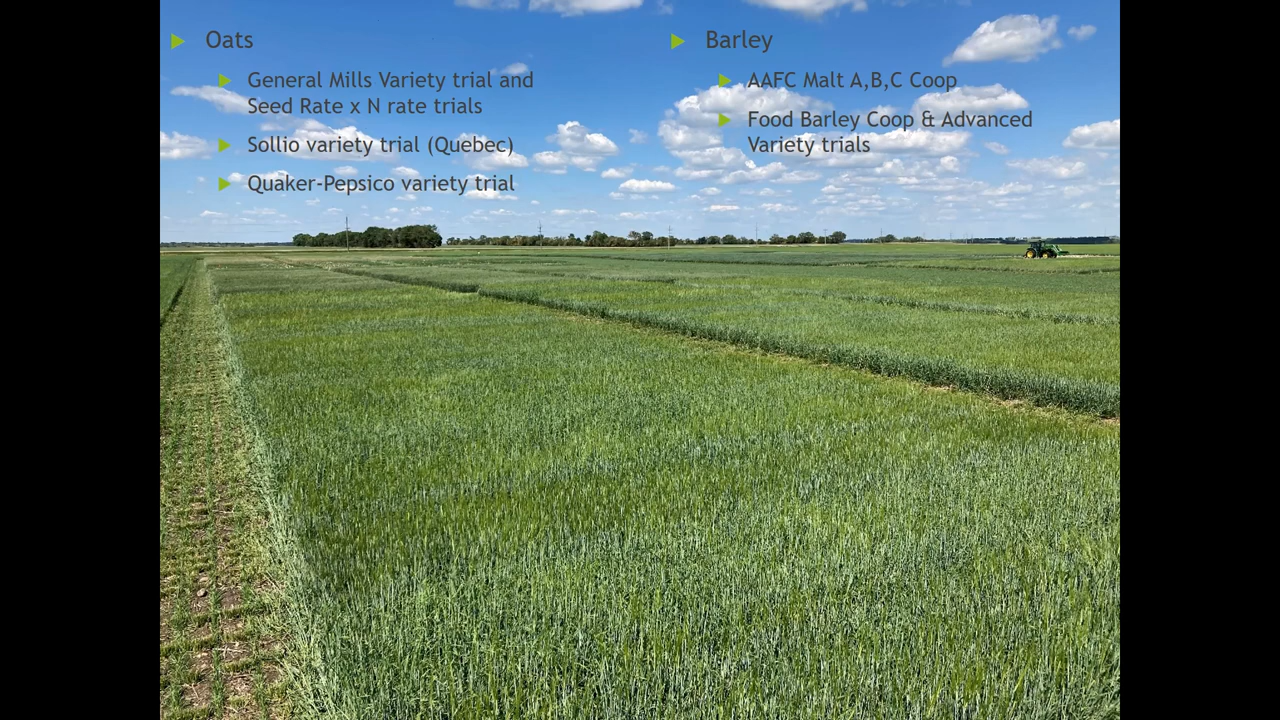 Oats
General Mills Variety trial and
Seed Rate x N rate trials
Sollio variety trial (Quebec)
Quaker-Pepsico variety trial
Barley
AAFC Malt A,B,C Coop
Food Barley Coop & Advanced
Variety trials